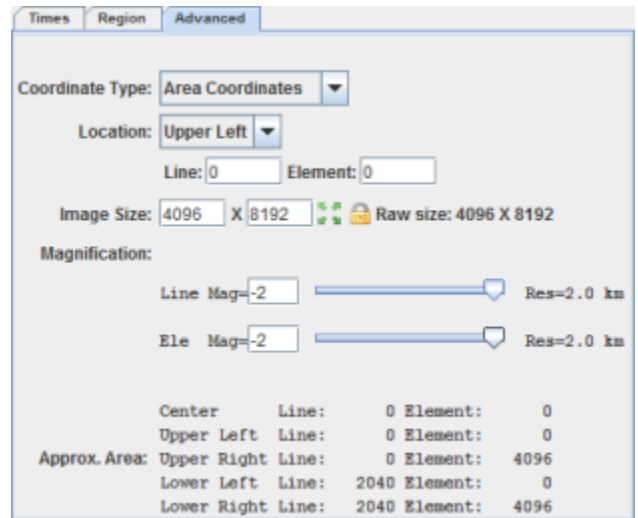 Times Region Advanced
Coordinate Type: Area Coordinates
Location: Upper Left
Line: 0 Element: 0
Image Size: 4096 X 8192 Raw size: 4096 X 8192
Magnification:
Line Mag=-2 Res=2.0 km
Ele Mag=-2 Res=2.0 km
Center Line: 0 Element: 0
Upper Left Line: 0 Element: 0
Approx. Area: Upper Right Line: 0 Element: 4096
Lower Left Line: 2040 Element: 0
Lower Right Line: 2040 Element: 4096